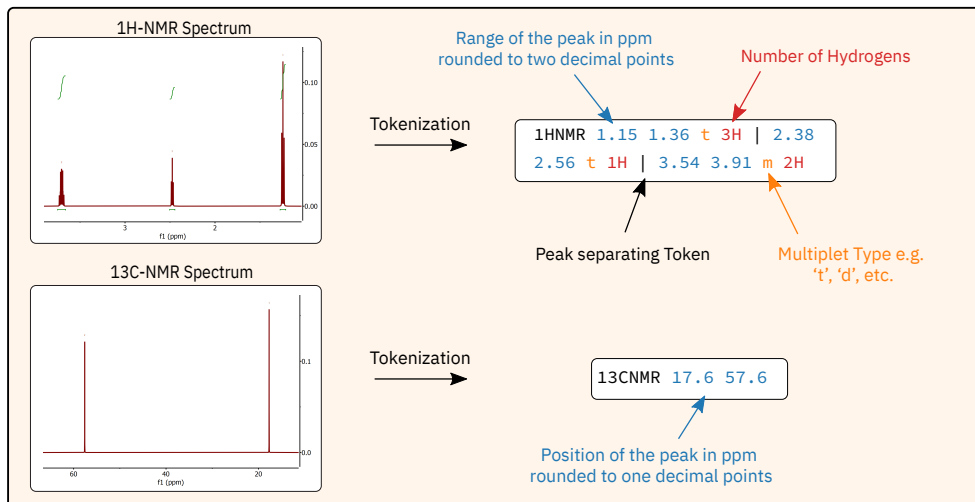 1H-NMR Spectrum
0.10
0.05
0.00
3
2
f1 (ppm)
Tokenization
Range of the peak in ppm
rounded to two decimal points
Number of Hydrogens
1HNMR 1.15 1.36 t 3H | 2.38
2.56 t 1H | 3.54 3.91 m 2H
Peak separating Token
Multiplet Type e.g.
‘t’, ‘d’, etc.
13C-NMR Spectrum
0.1
0.0
60
40
20
f1 (ppm)
Tokenization
13CNMR 17.6 57.6
Position of the peak in ppm
rounded to one decimal points